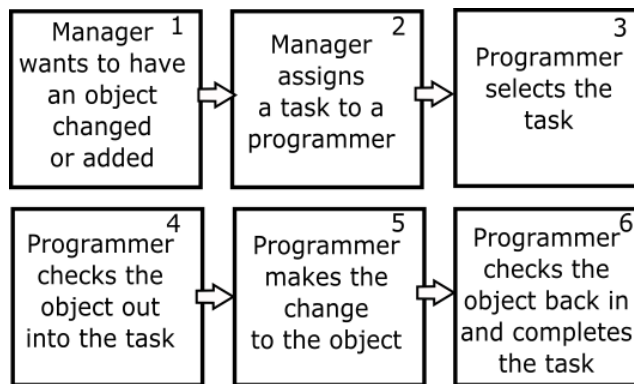 Manager 1
wants to have
an object
changed
or added
2
Manager
assigns
a task to a
programmer
3
Programmer
selects the
task
4
Programmer
checks the
object out
into the task
5
Programmer
makes the
change
to the object
6
Programmer
checks the
object back in
and completes
the task